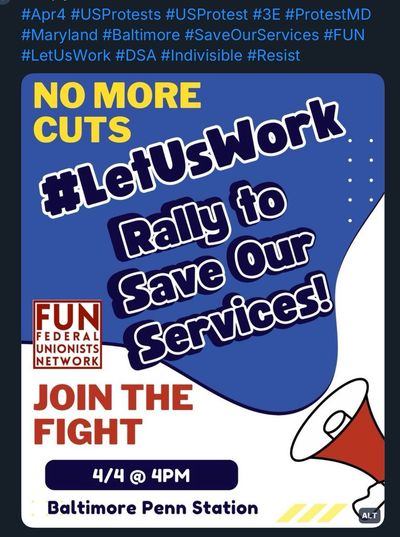 #Apr4 #USProtests #USProtest #3E #ProtestMD
#Maryland #Baltimore #SaveOurServices #FUN
#LetUsWork #DSA #Indivisible #Resist
NO MORE
CUTS
#LetUsWork
Rally to
Save Our
Services!
FUN
FEDERAL
UNIONISTS
NETWORK
JOIN THE
FIGHT
4/4 @ 4PM
Baltimore Penn Station
ALT